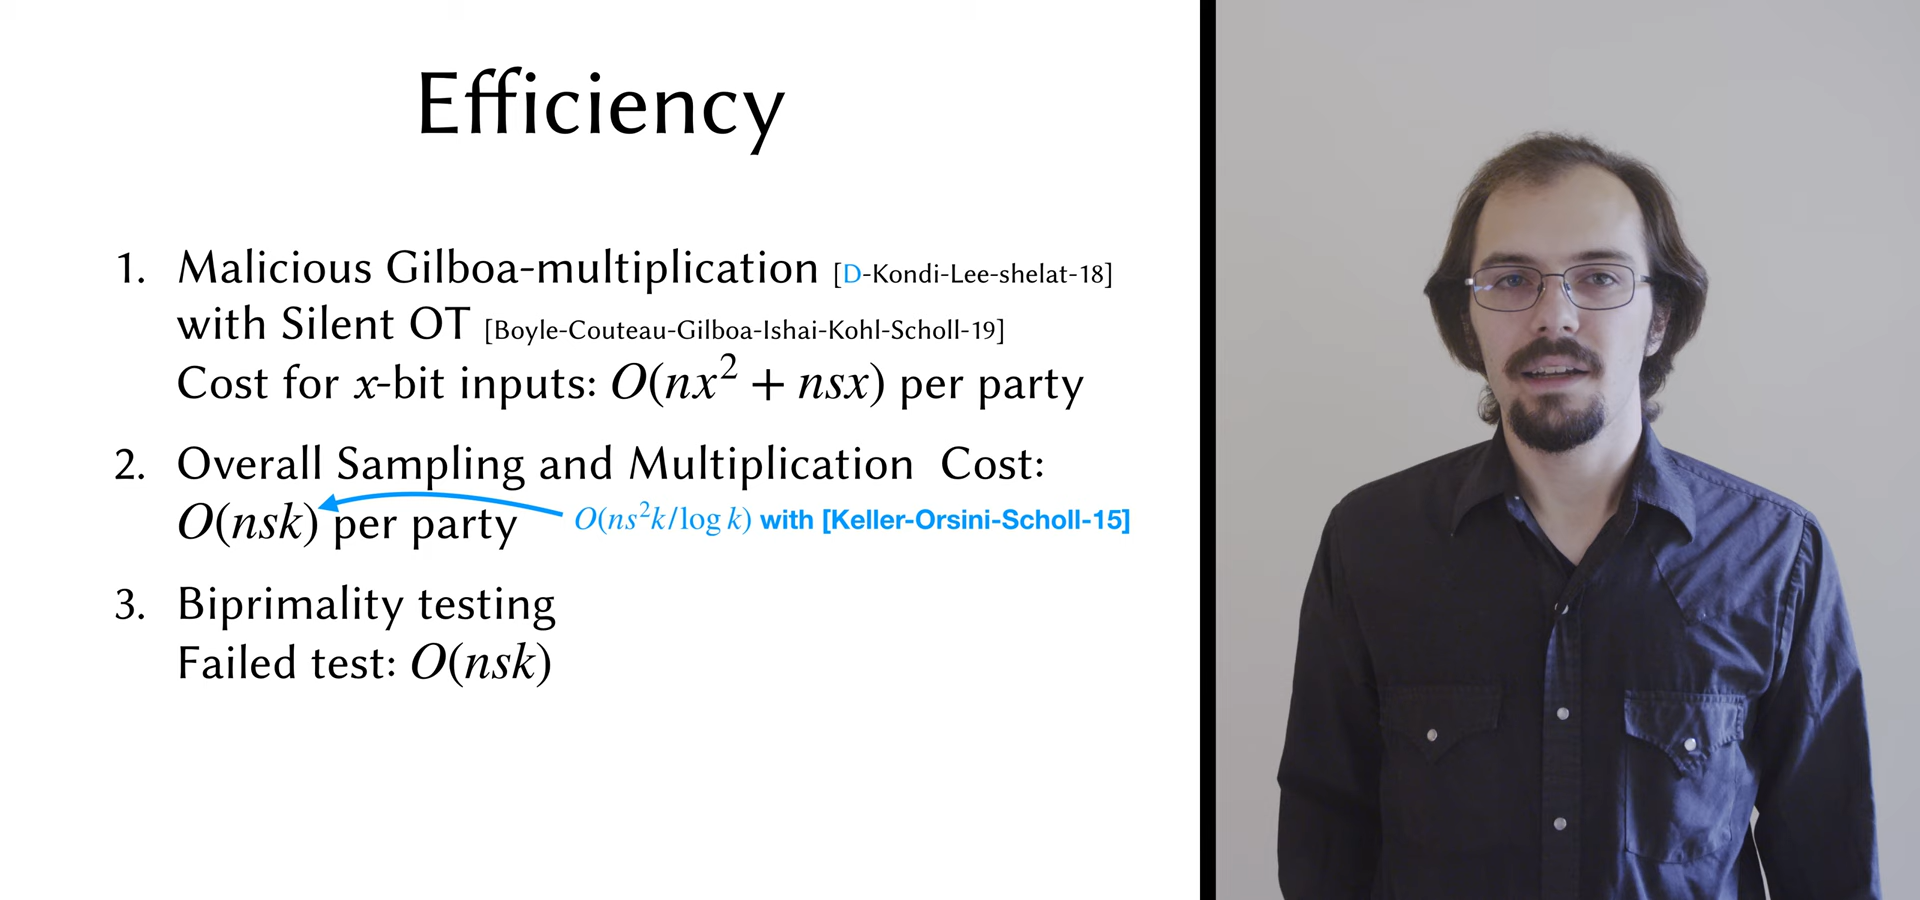 Efficiency
1. Malicious Gilboa-multiplication [D-Kondi-Lee-shelat-18]
with Silent OT [Boyle-Couteau-Gilboa-Ishai-Kohl-Scholl-19]
Cost for x-bit inputs: O(nx² + nsx) per party
2. Overall Sampling and Multiplication Cost:
O(nsk) per party O(ns²k/log k) with [Keller-Orsini-Scholl-15]
3. Biprimality testing
Failed test: O(nsk)